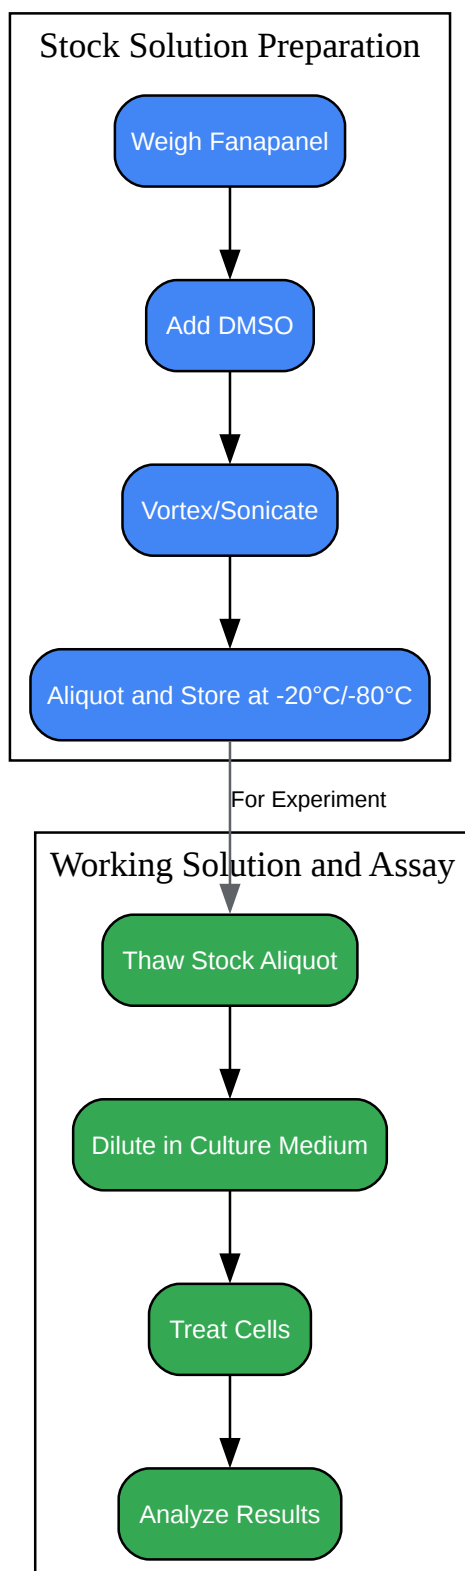 Stock Solution Preparation
Weigh Fanapanel
Add DMSO
Vortex/Sonicate
Aliquot and Store at -20°C/-80°C
For Experiment
Working Solution and Assay
Thaw Stock Aliquot
Dilute in Culture Medium
Treat Cells
Analyze Results